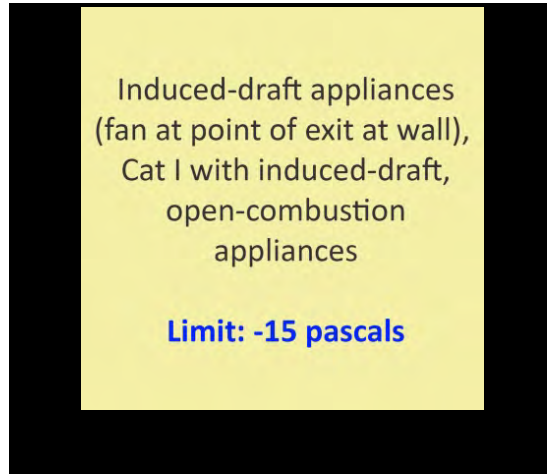 Induced-draft appliances
(fan at point of exit at wall),
Cat I with induced-draft,
open-combustion
appliances
Limit: -15 pascals